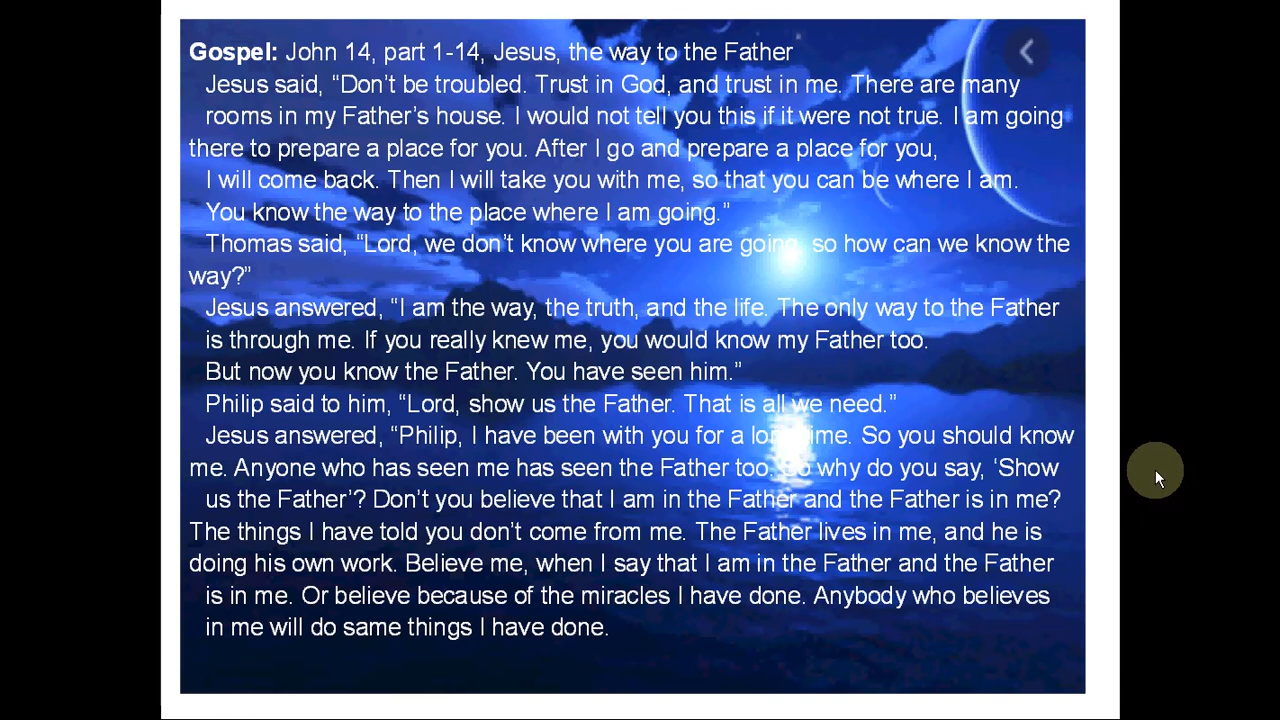 Gospel: John 14, part 1-14, Jesus, the way to the Father
Jesus said, “Don’t be troubled. Trust in God, and trust in me. There are many
rooms in my Father’s house. I would not tell you this if it were not true. I am going
there to prepare a place for you. After I go and prepare a place for you,
I will come back. Then I will take you with me, so that you can be where I am.
You know the way to the place where I am going.”
Thomas said, “Lord, we don’t know where you are going, so how can we know the
way?”
Jesus answered, “I am the way, the truth, and the life. The only way to the Father
is through me. If you really knew me, you would know my Father too.
But now you know the Father. You have seen him.”
Philip said to him, “Lord, show us the Father. That is all we need.”
Jesus answered, “Philip, I have been with you for a long time. So you should know
me. Anyone who has seen me has seen the Father too. So why do you say, ‘Show
us the Father’? Don’t you believe that I am in the Father and the Father is in me?
The things I have told you don’t come from me. The Father lives in me, and he is
doing his own work. Believe me, when I say that I am in the Father and the Father
is in me. Or believe because of the miracles I have done. Anybody who believes
in me will do same things I have done.